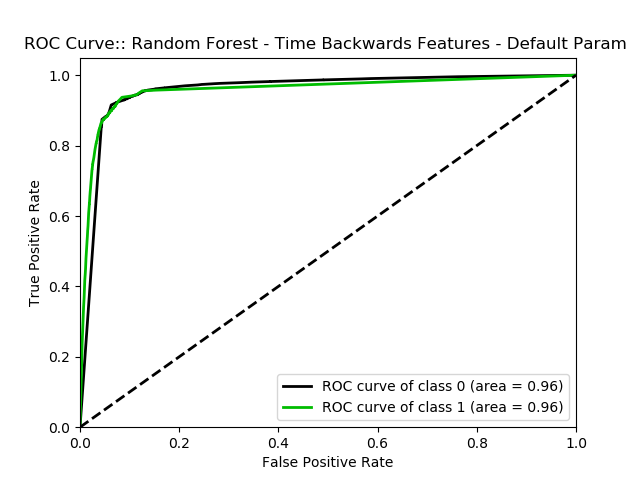 ROC Curve:: Random Forest - Time Backwards Features - Default Param
True Positive Rate
1.0
0.8
0.6
0.4
0.2
0.0
ROC curve of class 0 (area = 0.96)
ROC curve of class 1 (area = 0.96)
0.0 0.2 0.4 0.6 0.8 1.0
False Positive Rate